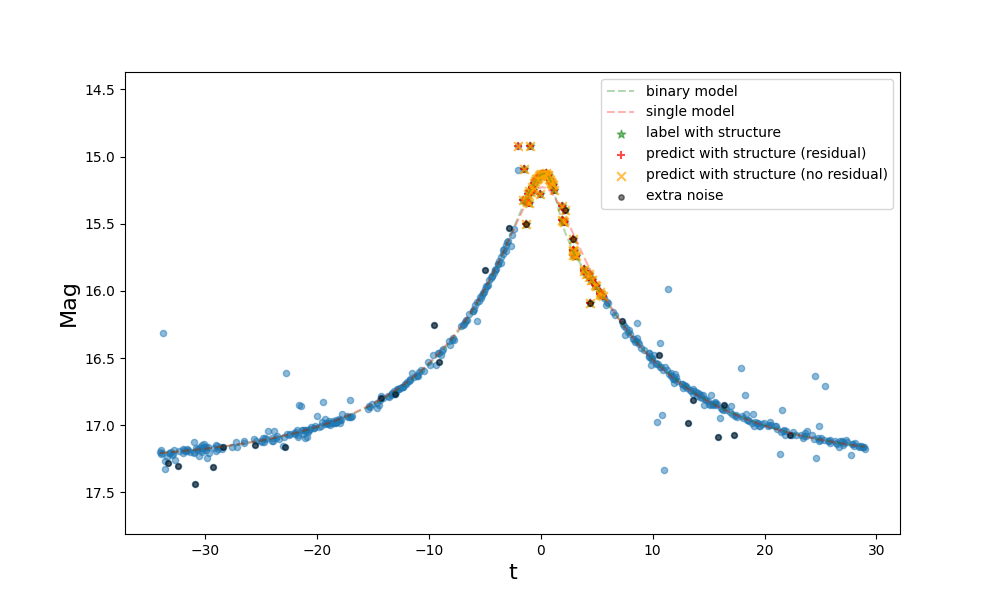 14.5
15.0
15.5
16.0
16.5
17.0
17.5
Mag
−30
−20
−10
0
10
20
30
t
binary model
single model
label with structure
predict with structure (residual)
predict with structure (no residual)
extra noise